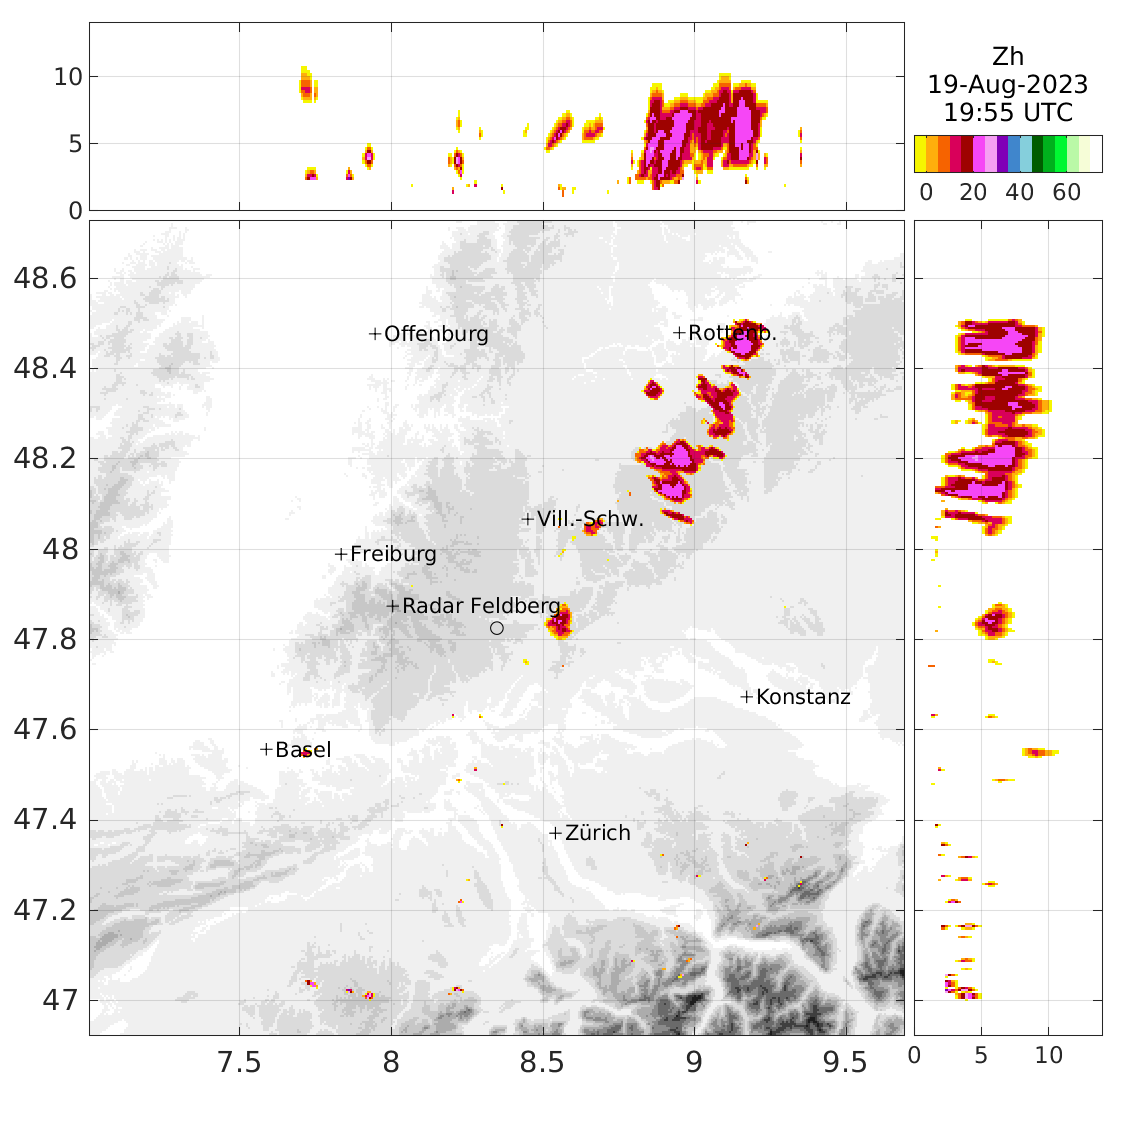 10
5
0
Zh
19-Aug-2023
19:55 UTC
0 20 40 60
48.6
48.4
48.2
48
47.8
47.6
47.4
47.2
47
+Offenburg
+Rottenb.
+Vill.-Schw.
+Freiburg
+Radar Feldberg
+Konstanz
+Basel
+Zürich
7.5 8 8.5 9 9.5
0 5 10